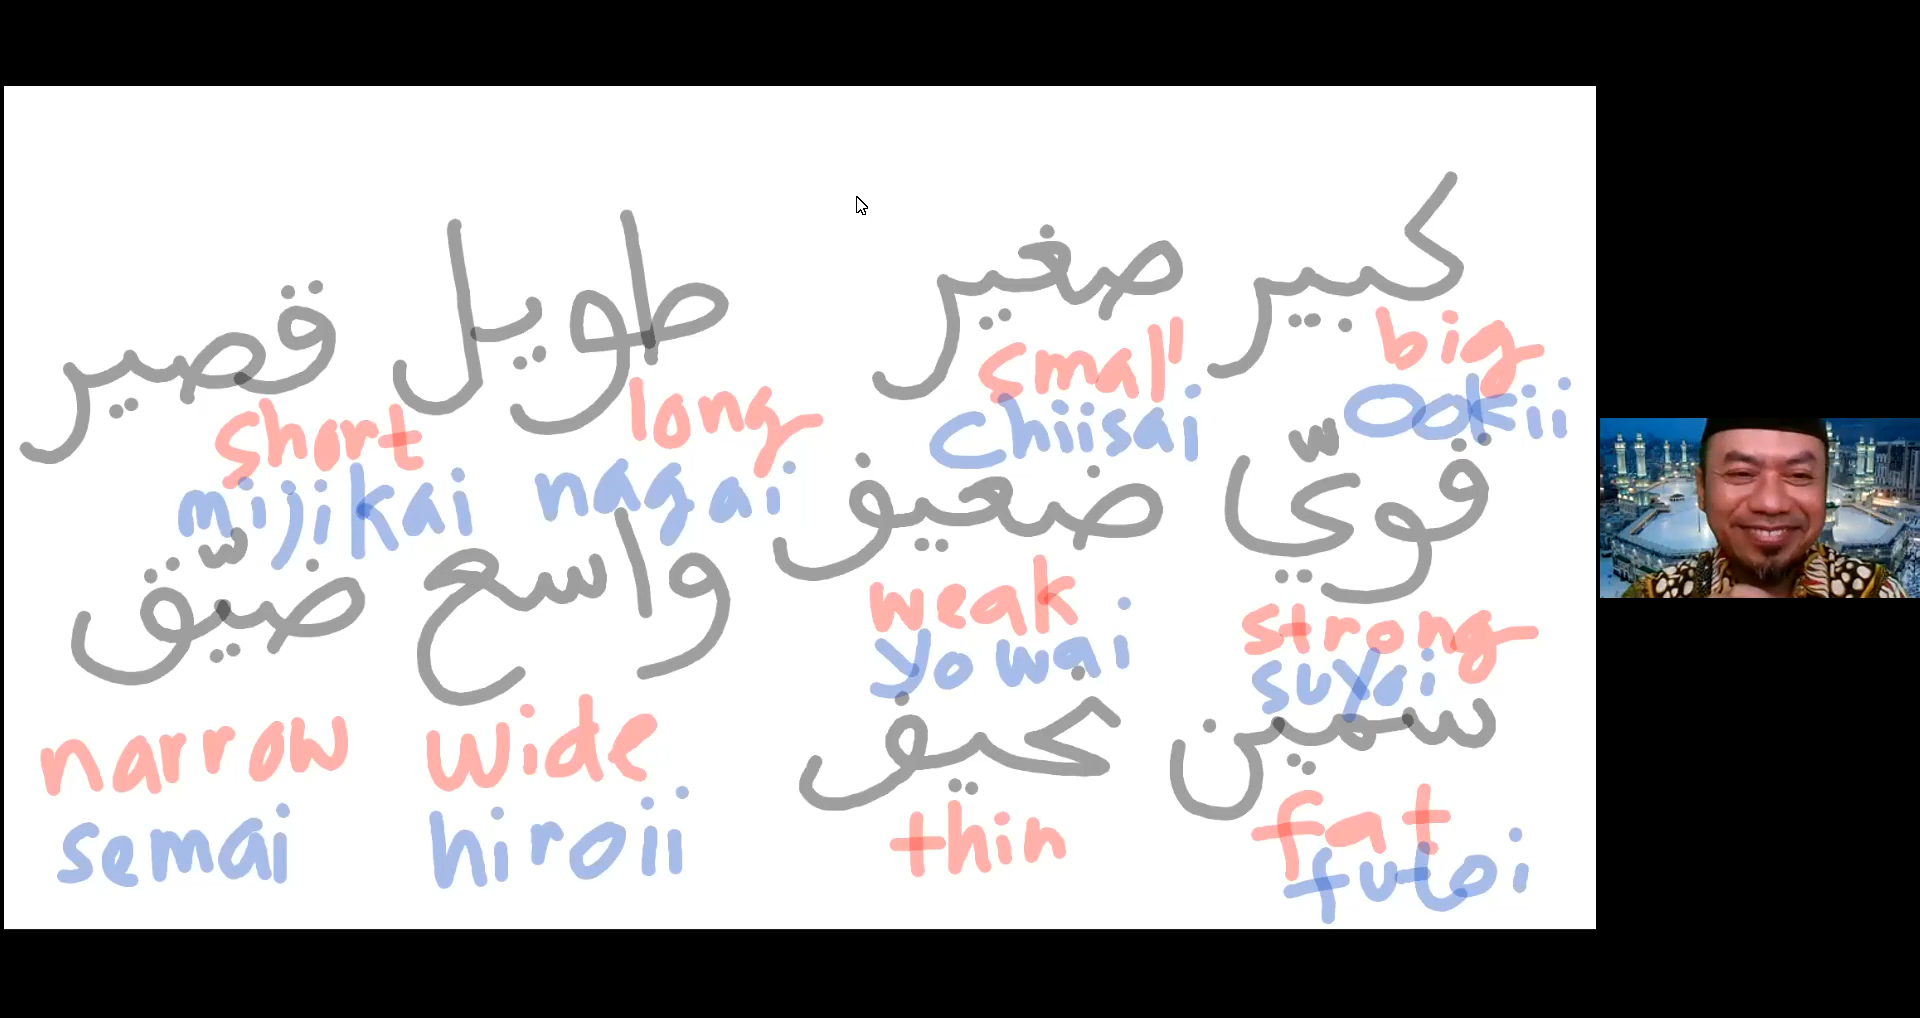 كبير صغير
big small
Ookii chiisai
طويل قصير
long short
nagai mijikai
قويّ ضعيف
strong weak
suyoi yowai
واسع ضيّق
wide narrow
hiroii semai
سمين نحيف
fat thin
futoi